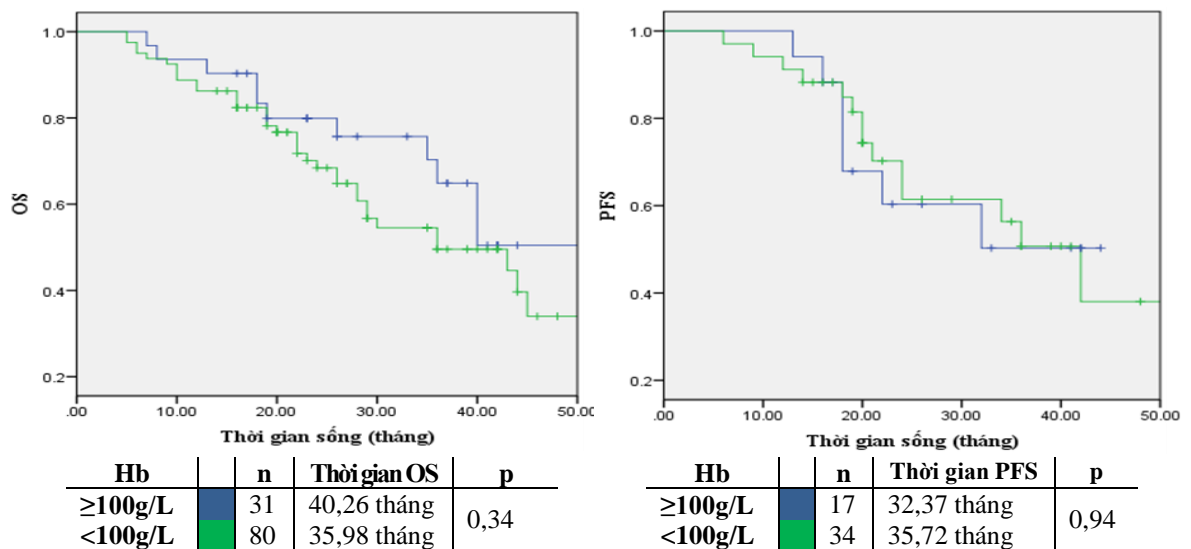 1.0
0.8
0.6
0.4
0.2
OS
.00 10.00 20.00 30.00 40.00 50.00
Thời gian sống (tháng)
Hb n Thời gian OS p
≥100g/L 31 40,26 tháng 0,34
<100g/L 80 35,98 tháng
1.0
0.8
0.6
0.4
0.2
PFS
.00 10.00 20.00 30.00 40.00 50.00
Thời gian sống (tháng)
Hb n Thời gian PFS p
≥100g/L 17 32,37 tháng 0,94
<100g/L 34 35,72 tháng